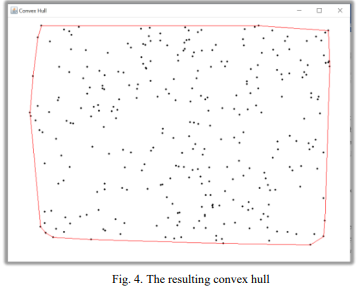 Convex Hull
Fig. 4. The resulting convex hull